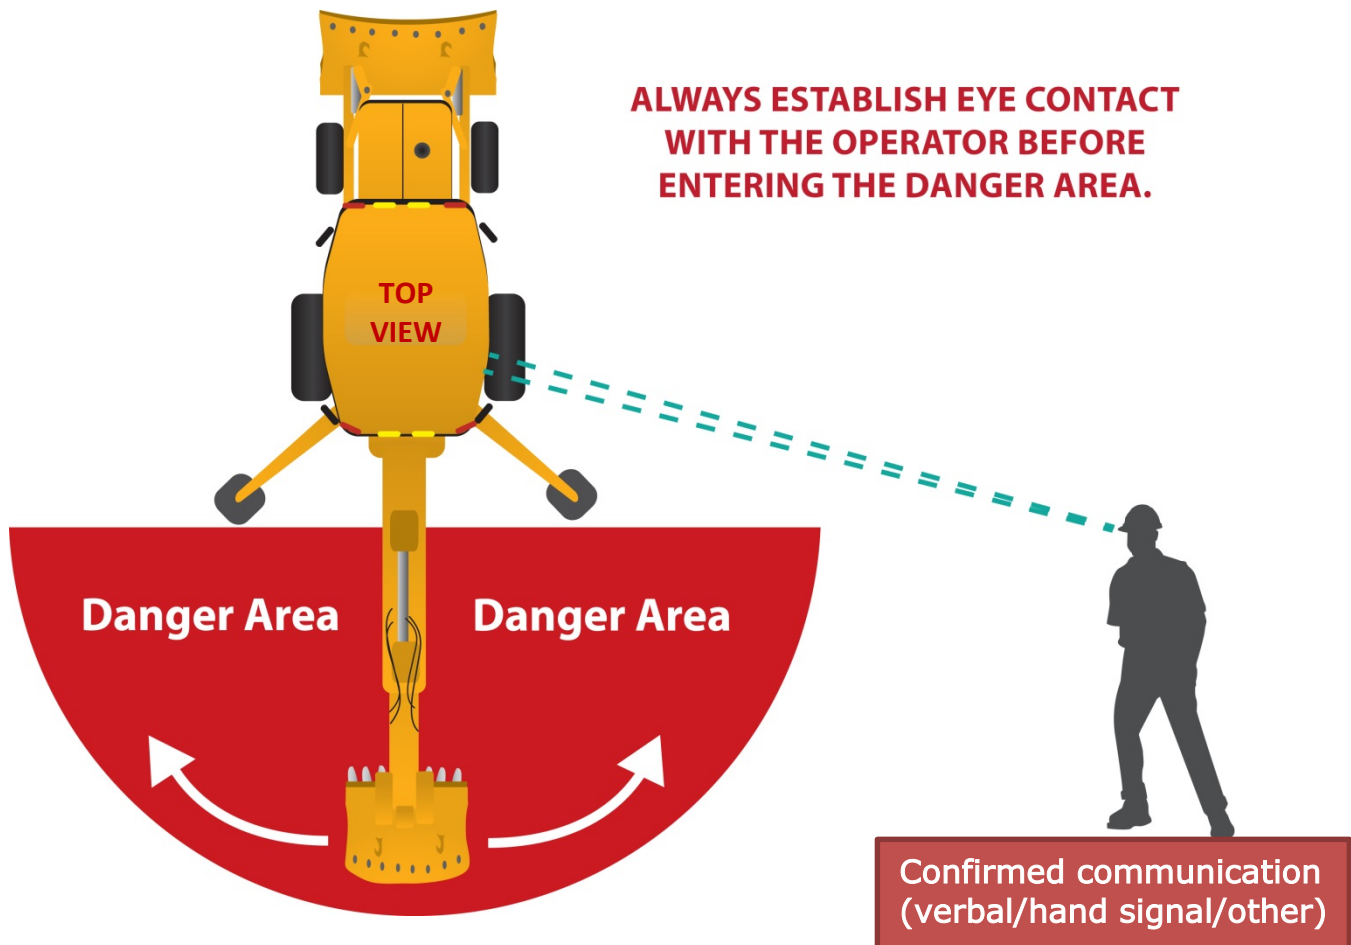 ALWAYS ESTABLISH EYE CONTACT
WITH THE OPERATOR BEFORE
ENTERING THE DANGER AREA.
TOP
VIEW
Danger Area
Danger Area
Confirmed communication
(verbal/hand signal/other)